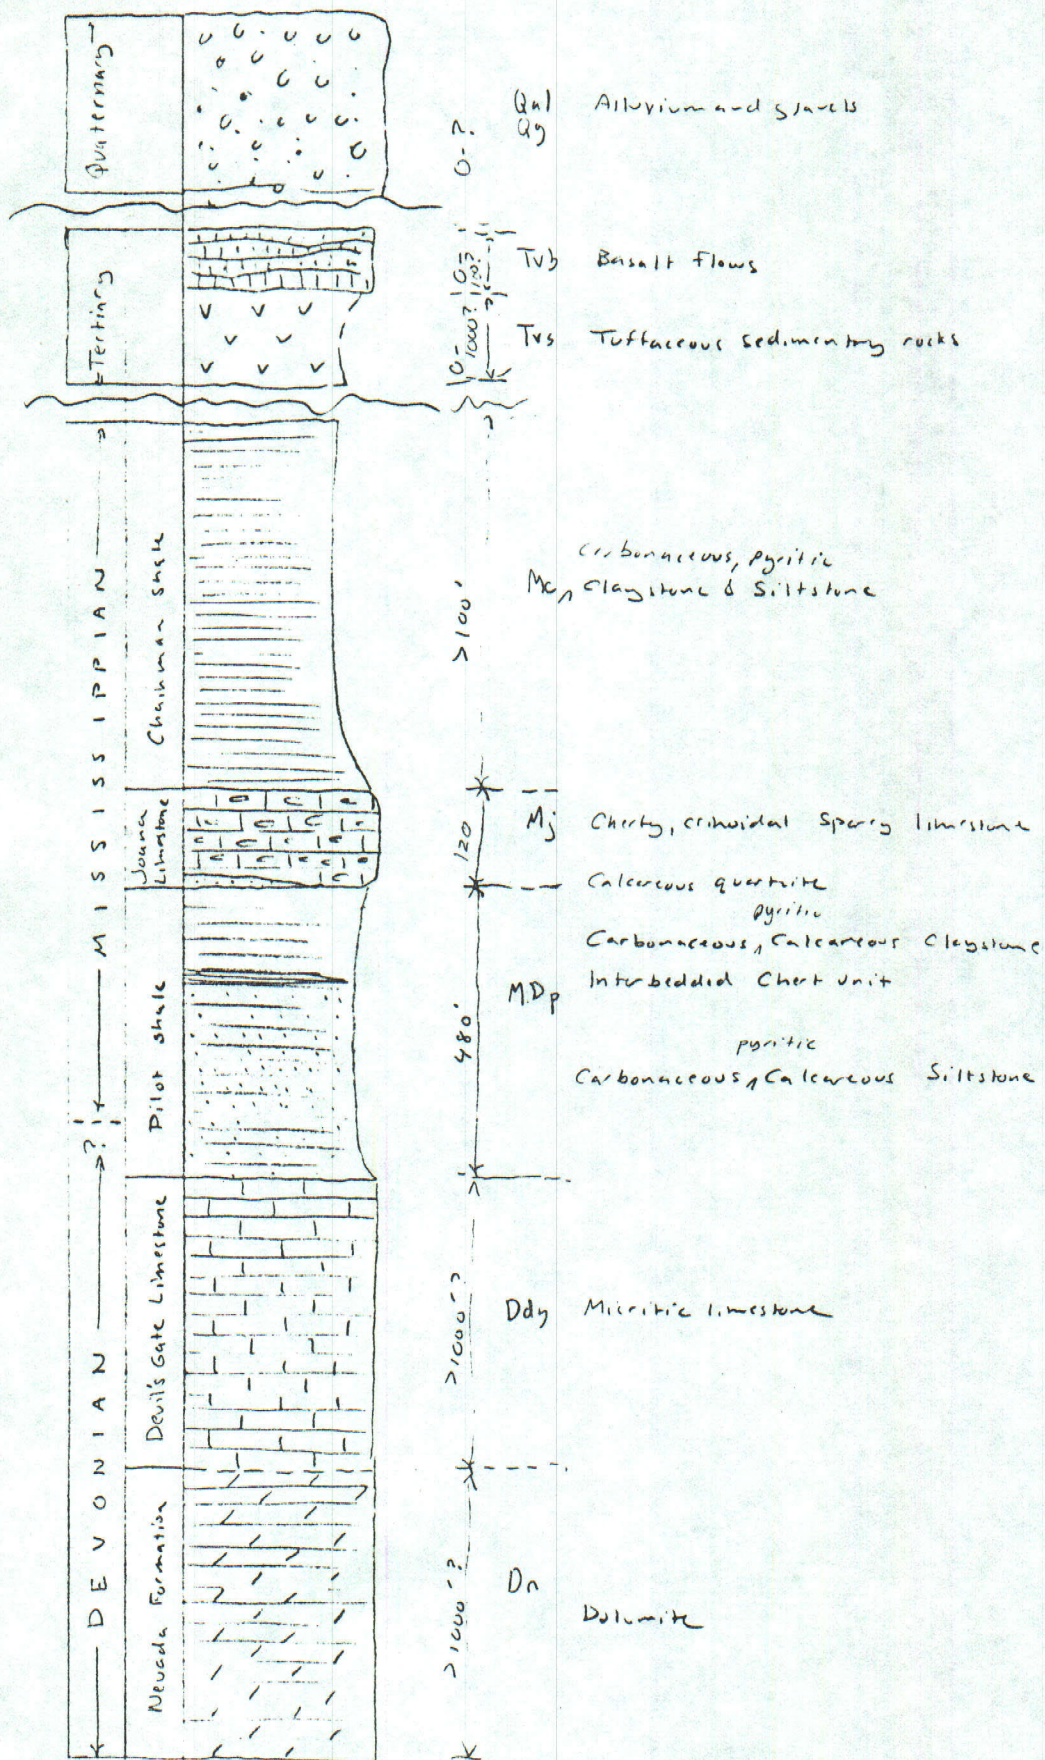 Quaternary
0-?
Qal Alluvium and gravels
Qg
Tertiary
Tvb Basalt flows
0-
1000?
Tvs Tuffaceous sedimentary rocks
MISSISSIPPIAN
Chainman shale
>100'
carbonaceous, pyritic
Mc, Claystone & Siltstone
Joana
Limestone
120
Mj Cherty, crinoidal Sparry limestone
Calcareous quartzite
Pilot shale
480'
MDp
pyritic
Carbonaceous, Calcareous Claystone
Interbedded Chert unit
pyritic
Carbonaceous, Calcareous Siltstone
?
DEVONIAN
Devil's Gate Limestone
>1000'?
Ddg Micritic limestone
Nevada Formation
>1000'?
Dn
Dolomite